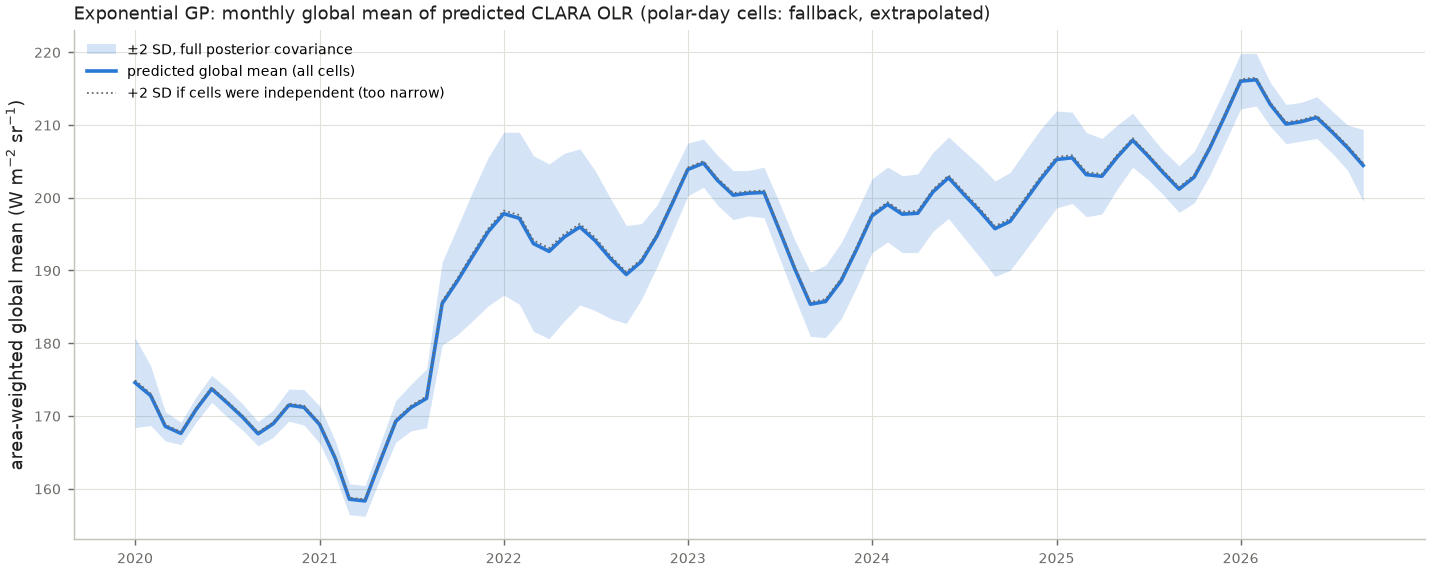 Exponential GP: monthly global mean of predicted CLARA OLR (polar-day cells: fallback, extrapolated)
±2 SD, full posterior covariance
predicted global mean (all cells)
+2 SD if cells were independent (too narrow)
area-weighted global mean (W m⁻² sr⁻¹)
220
210
200
190
180
170
160
2020
2021
2022
2023
2024
2025
2026